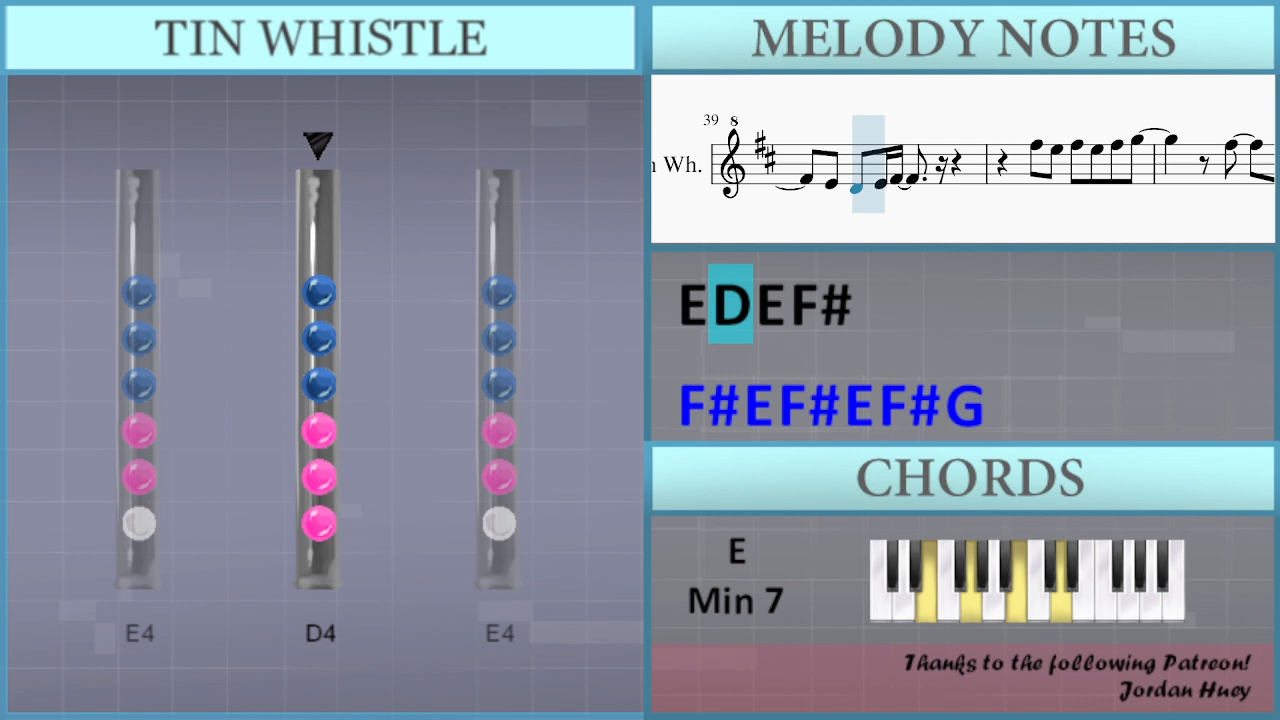 TIN WHISTLE
E4
D4
E4
MELODY NOTES
39
8
Wh.
EDEF#
F#EF#EF#G
CHORDS
E
Min 7
Thanks to the following Patreon!
Jordan Huey